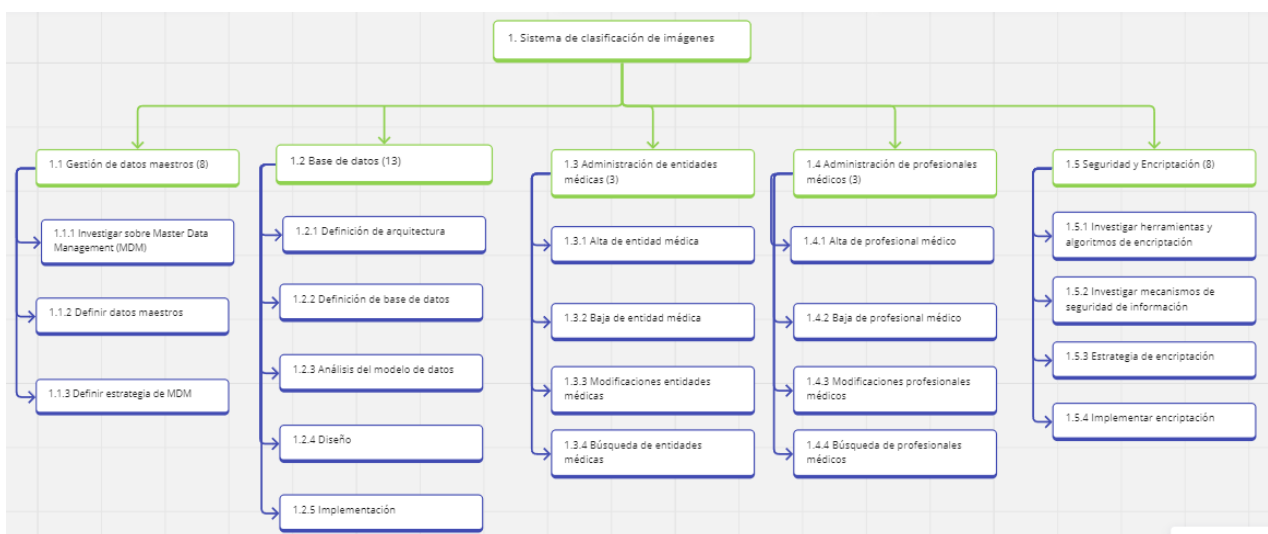 1. Sistema de clasificación de imágenes
1.1 Gestión de datos maestros (8)
1.1.1 Investigar sobre Master Data
Management (MDM)
1.1.2 Definir datos maestros
1.1.3 Definir estrategia de MDM
1.2 Base de datos (13)
1.2.1 Definición de arquitectura
1.2.2 Definición de base de datos
1.2.3 Análisis del modelo de datos
1.2.4 Diseño
1.2.5 Implementación
1.3 Administración de entidades
médicas (3)
1.3.1 Alta de entidad médica
1.3.2 Baja de entidad médica
1.3.3 Modificaciones entidades
médicas
1.3.4 Búsqueda de entidades
médicas
1.4 Administración de profesionales
médicos (3)
1.4.1 Alta de profesional médico
1.4.2 Baja de profesional médico
1.4.3 Modificaciones profesionales
médicos
1.4.4 Búsqueda de profesionales
médicos
1.5 Seguridad y Encriptación (8)
1.5.1 Investigar herramientas y
algoritmos de encriptación
1.5.2 Investigar mecanismos de
seguridad de información
1.5.3 Estrategia de encriptación
1.5.4 Implementar encriptación